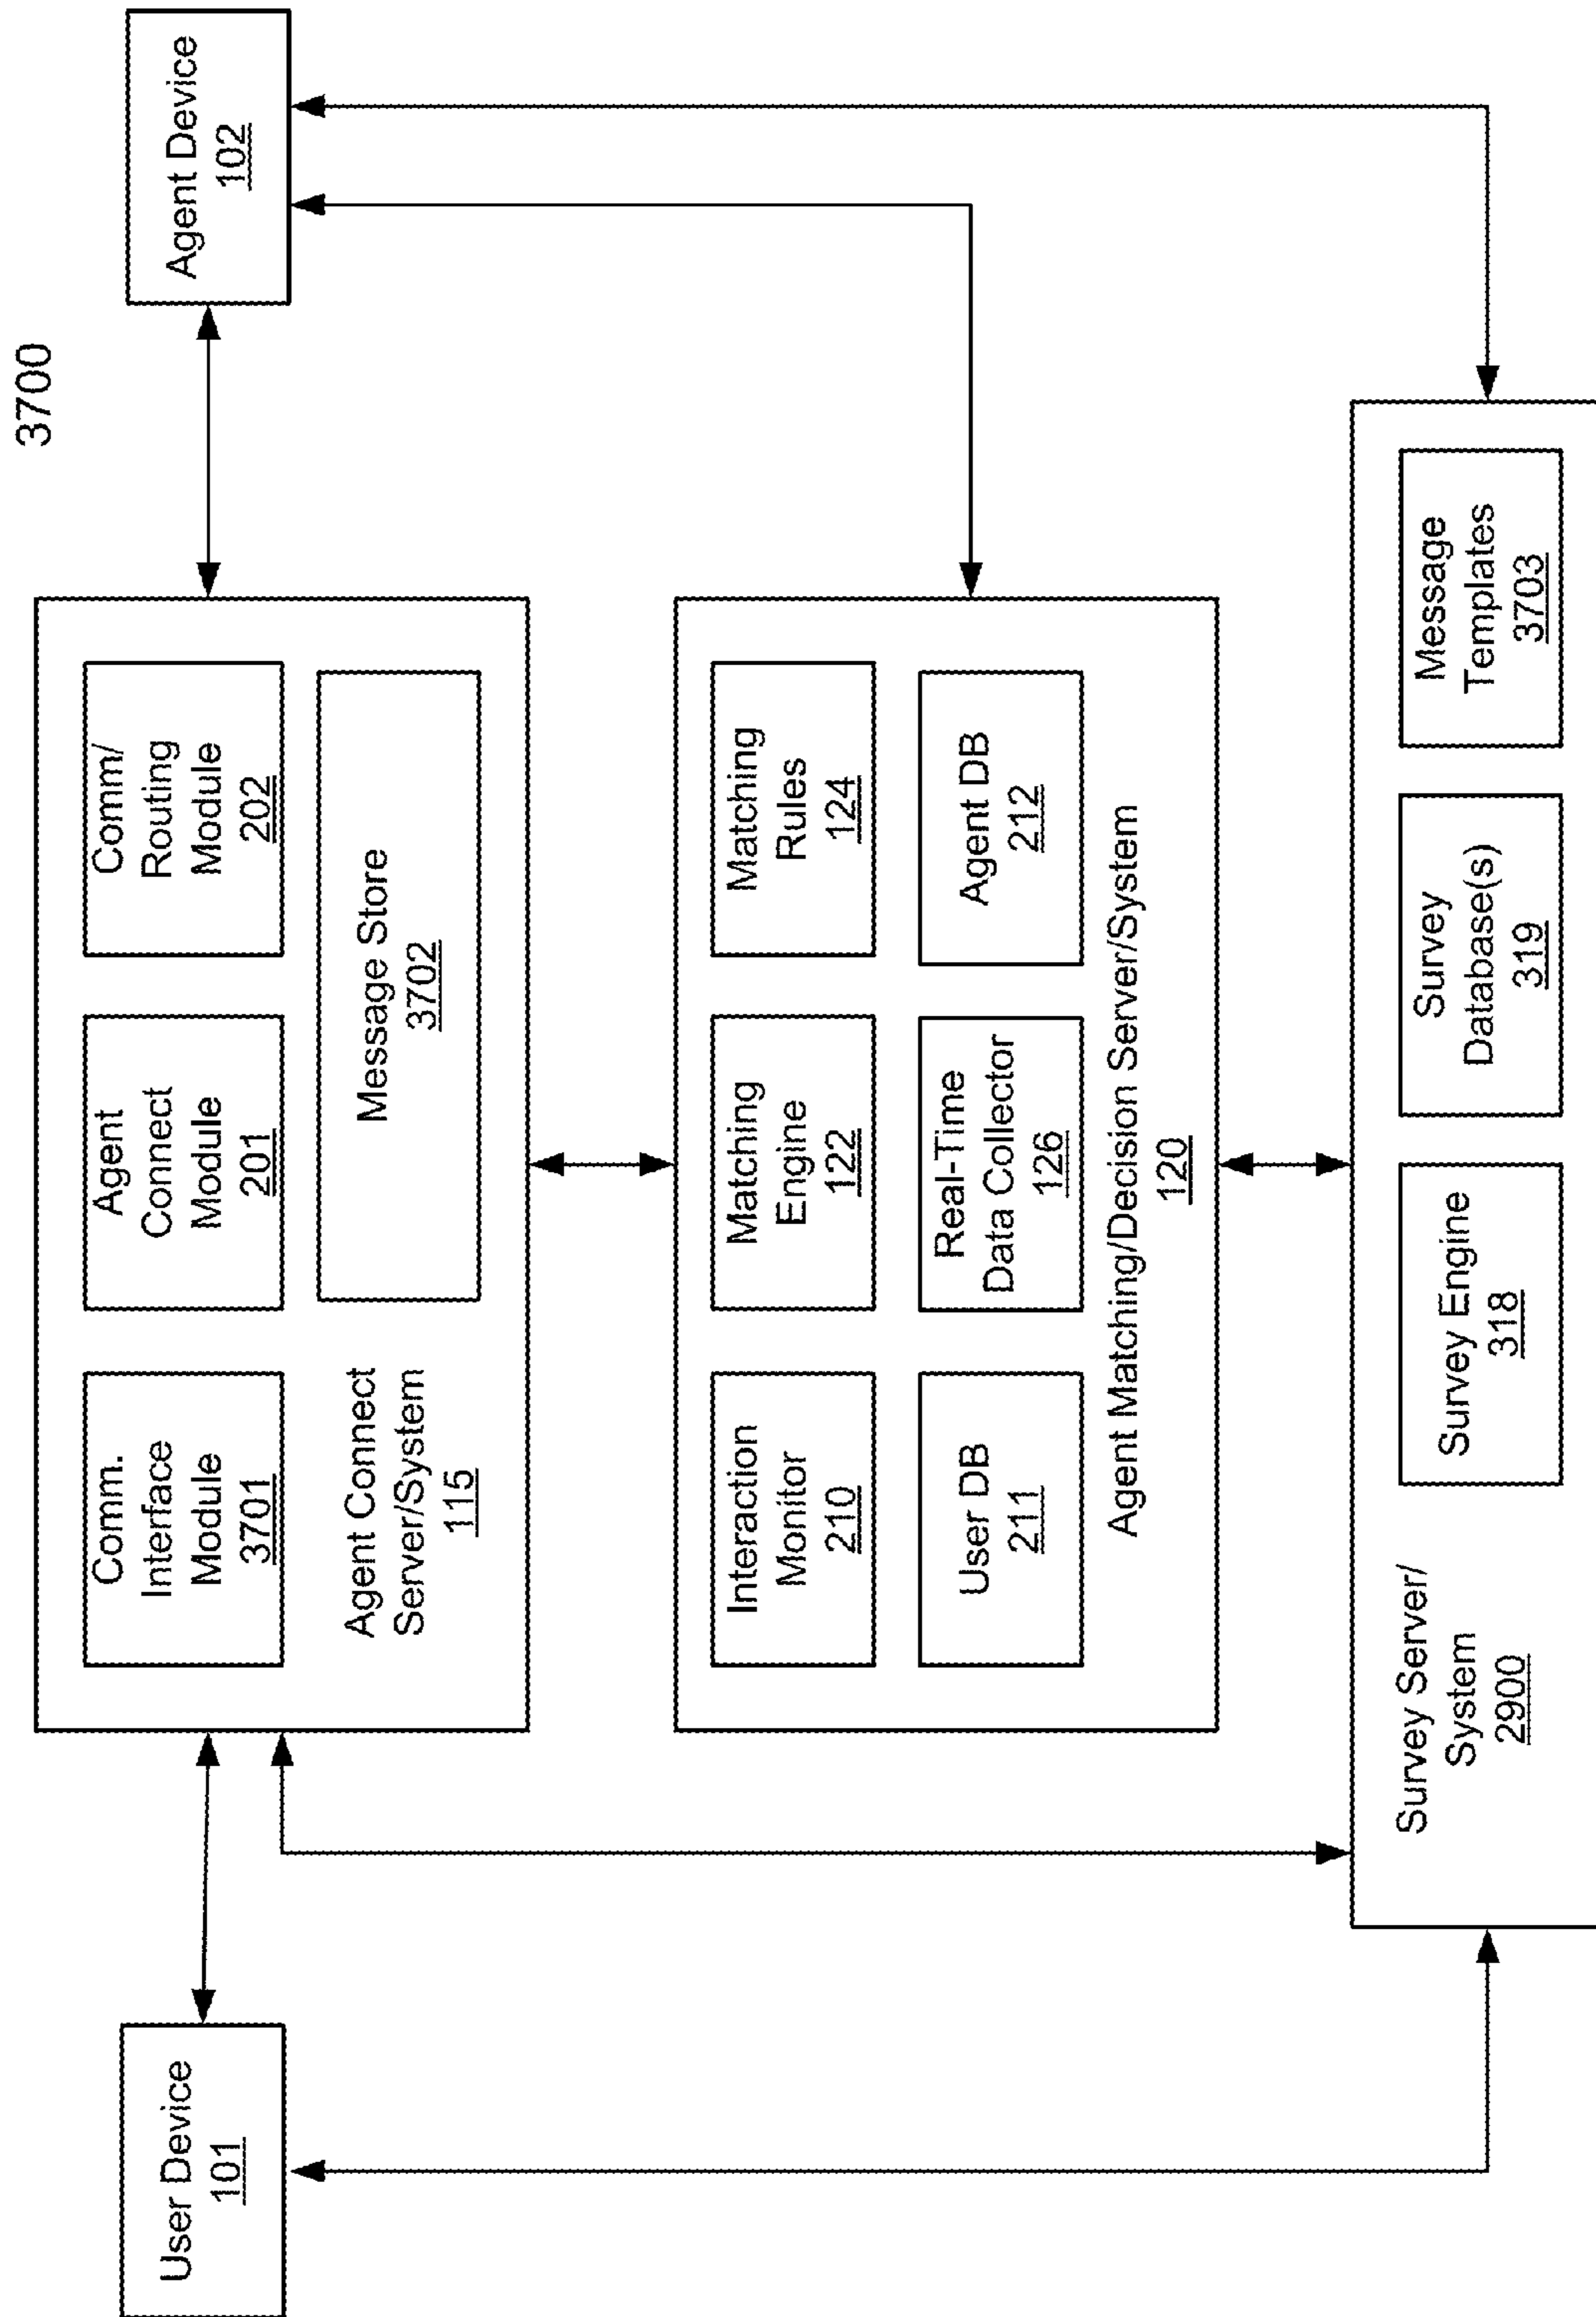 3700
User Device
101
Agent Device
102
Comm.
Interface
Module
3701
Agent
Connect
Module
201
Comm/
Routing
Module
202
Agent Connect
Server/System
115
Message Store
3702
Interaction
Monitor
210
Matching
Engine
122
Matching
Rules
124
User DB
211
Real-Time
Data Collector
126
Agent DB
212
Agent Matching/Decision Server/System
120
Survey Server/
System
2900
Survey Engine
318
Survey
Database(s)
319
Message
Templates
3703